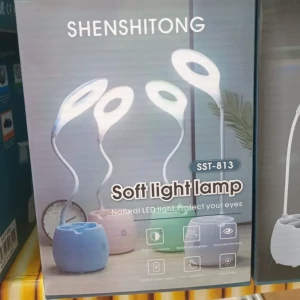 SHENSHITONG
SST-813
Soft light lamp
Natural LED light, Protect your eyes